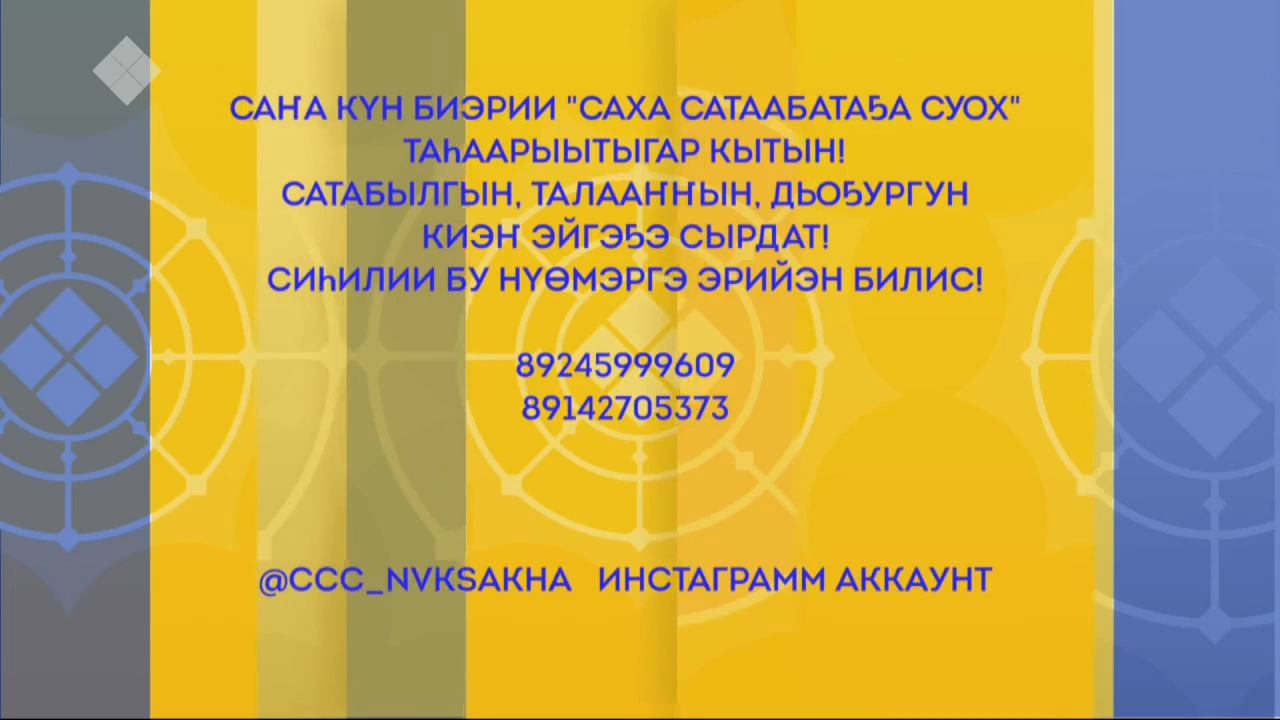 САҤА КҮН БИЭРИИ "САХА САТААБАТАҔА СУОХ"
ТАҺААРЫЫТЫГАР КЫТЫН!
САТАБЫЛГЫН, ТАЛААҤҤЫН, ДЬОҔУРГУН
КИЭҤ ЭЙГЭҔЭ СЫРДАТ!
СИҺИЛИИ БУ НҮӨМЭРГЭ ЭРИЙЭН БИЛИС!
89245999609
89142705373
@CCC_NVKSAKHA ИНСТАГРАММ АККАУНТ